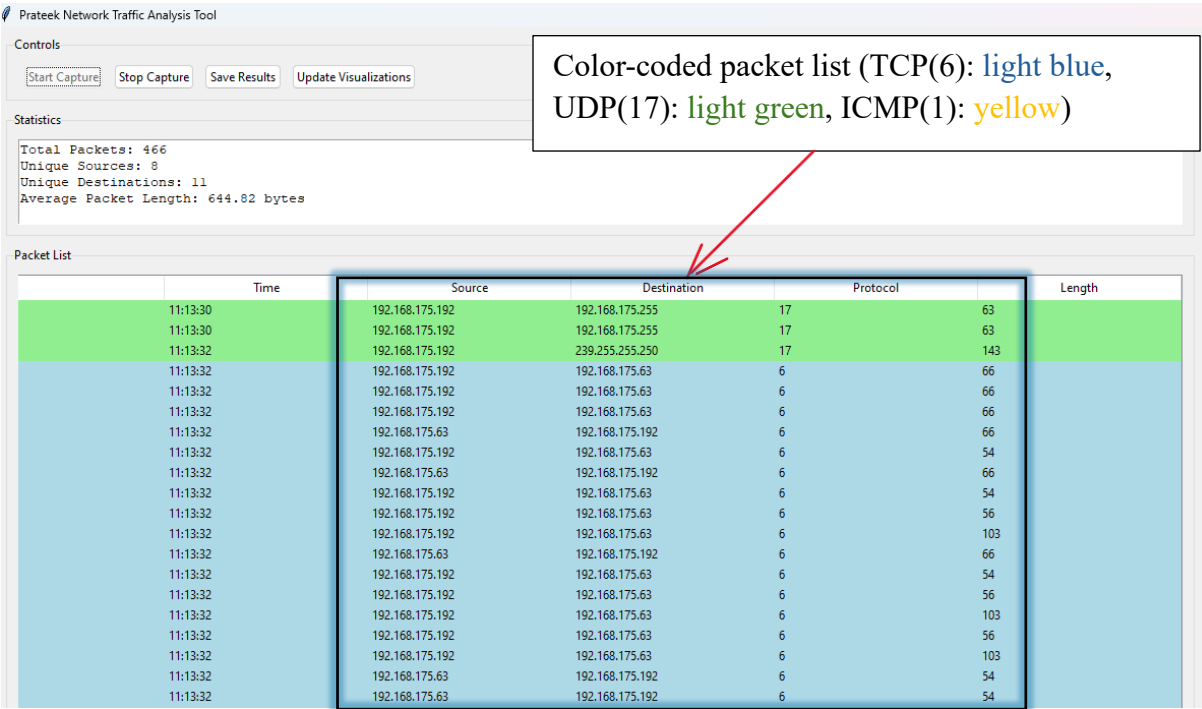 Prateek Network Traffic Analysis Tool
Controls
Start Capture Stop Capture Save Results Update Visualizations
Color-coded packet list (TCP(6): light blue,
UDP(17): light green, ICMP(1): yellow)
Statistics
Total Packets: 466
Unique Sources: 8
Unique Destinations: 11
Average Packet Length: 644.82 bytes
Packet List
Time Source Destination Protocol Length
11:13:30 192.168.175.192 192.168.175.255 17 63
11:13:30 192.168.175.192 192.168.175.255 17 63
11:13:32 192.168.175.192 239.255.255.250 17 143
11:13:32 192.168.175.192 192.168.175.63 6 66
11:13:32 192.168.175.192 192.168.175.63 6 66
11:13:32 192.168.175.192 192.168.175.63 6 66
11:13:32 192.168.175.63 192.168.175.192 6 66
11:13:32 192.168.175.192 192.168.175.63 6 54
11:13:32 192.168.175.63 192.168.175.192 6 66
11:13:32 192.168.175.192 192.168.175.63 6 54
11:13:32 192.168.175.192 192.168.175.63 6 56
11:13:32 192.168.175.192 192.168.175.63 6 103
11:13:32 192.168.175.63 192.168.175.192 6 66
11:13:32 192.168.175.192 192.168.175.63 6 54
11:13:32 192.168.175.192 192.168.175.63 6 56
11:13:32 192.168.175.192 192.168.175.63 6 103
11:13:32 192.168.175.192 192.168.175.63 6 56
11:13:32 192.168.175.192 192.168.175.63 6 103
11:13:32 192.168.175.63 192.168.175.192 6 54
11:13:32 192.168.175.63 192.168.175.192 6 54